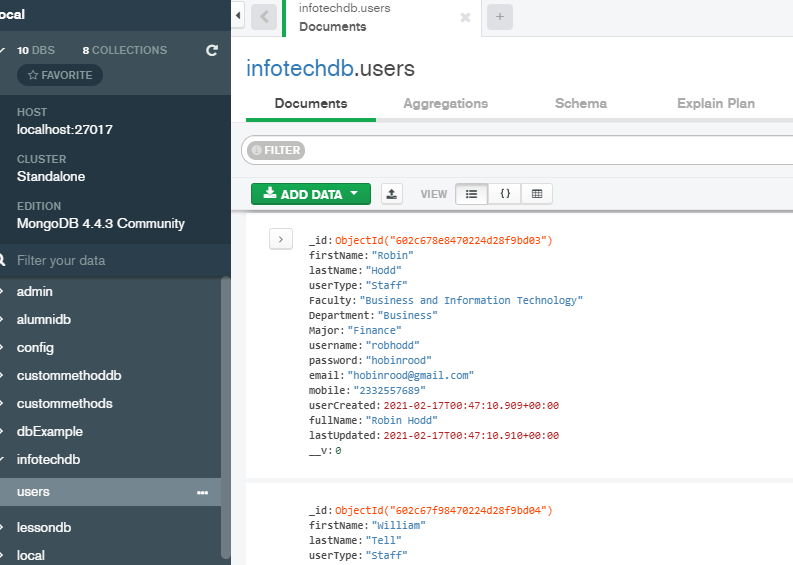 ocal
10 DBS 8 COLLECTIONS
FAVORITE
HOST
localhost:27017
CLUSTER
Standalone
EDITION
MongoDB 4.4.3 Community
Filter your data
admin
alumnidb
config
custommethoddb
custommethods
dbExample
infotechdb
users
lessondb
local
infotechdb.users
Documents
infotechdb.users
Documents Aggregations Schema Explain Plan
FILTER
ADD DATA VIEW {}
_id: ObjectId("602c678e8470224d28f9bd03")
firstName: "Robin"
lastName: "Hodd"
userType: "Staff"
Faculty: "Business and Information Technology"
Department: "Business"
Major: "Finance"
username: "robhodd"
password: "hobinrood"
email: "hobinrood@gmail.com"
mobile: "2332557689"
userCreated: 2021-02-17T00:47:10.909+00:00
fullName: "Robin Hodd"
lastUpdated: 2021-02-17T00:47:10.910+00:00
__v: 0
_id: ObjectId("602c67f98470224d28f9bd04")
firstName: "William"
lastName: "Tell"
userType: "Staff"